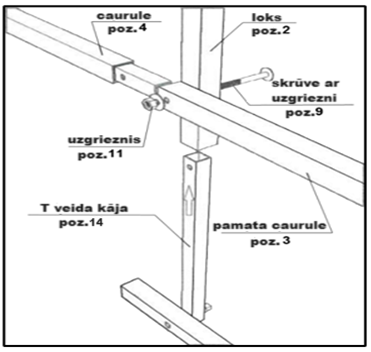 caurule
poz.4
loks
poz.2
skrūve ar
uzgriezni
poz.9
uzgrieznis
poz.11
T veida kāja
poz.14
pamata caurule
poz.3